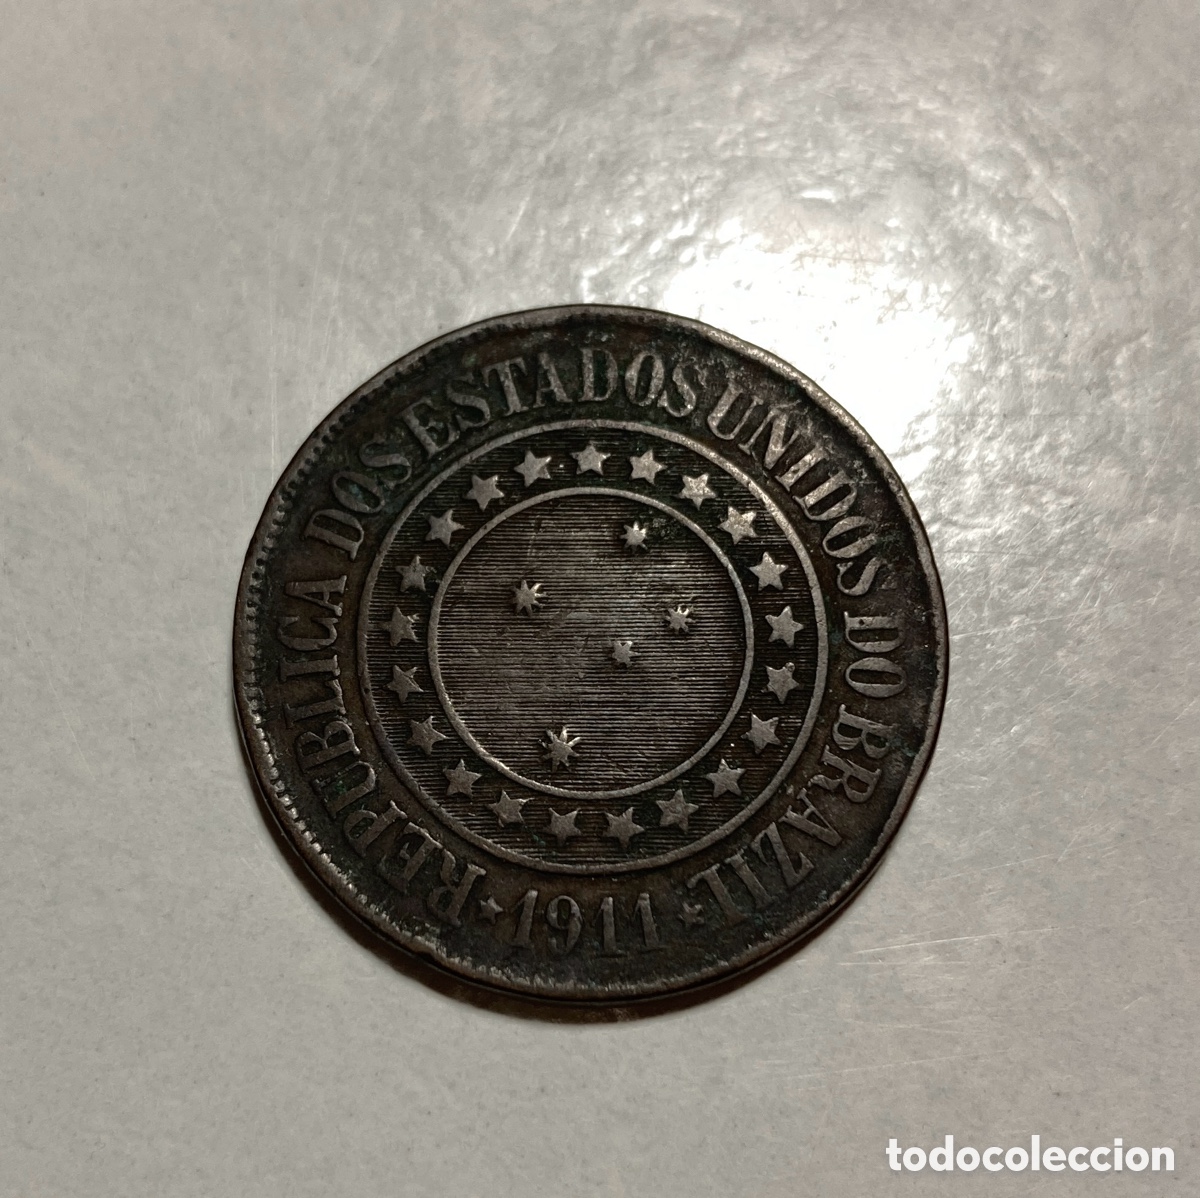 REPUBLICA DOS ESTADOS UNIDOS DO BRAZIL
★ 1911 ★
todocoleccion